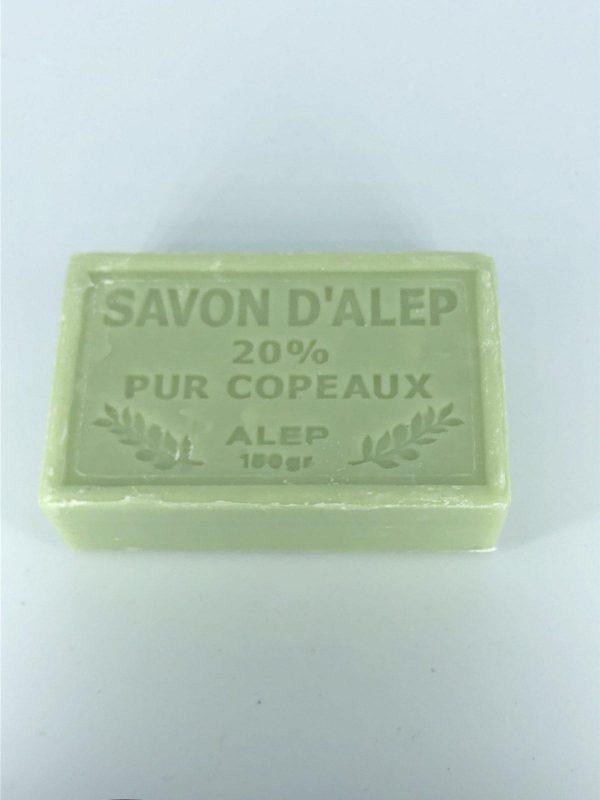 SAVON D'ALEP
20%
PUR COPEAUX
ALEP
150gr